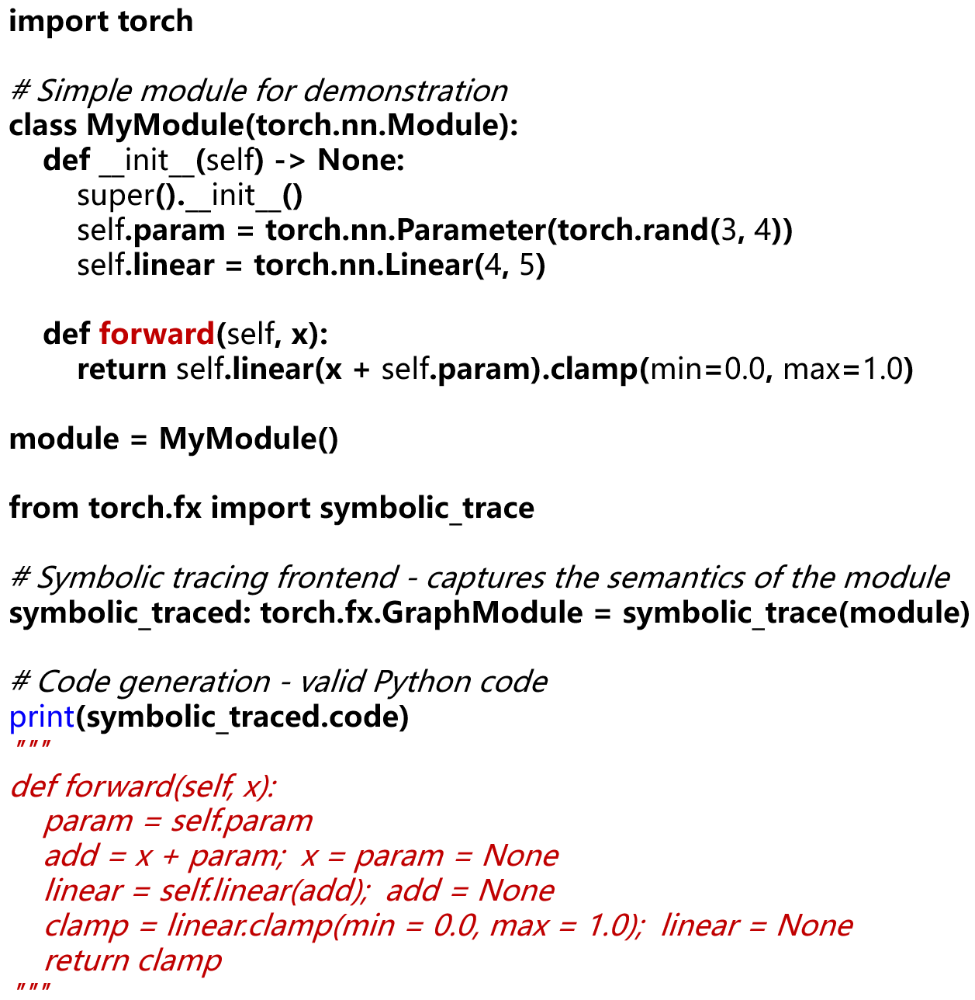 import torch
# Simple module for demonstration
class MyModule(torch.nn.Module):
    def __init__(self) -> None:
        super().__init__()
        self.param = torch.nn.Parameter(torch.rand(3, 4))
        self.linear = torch.nn.Linear(4, 5)
    def forward(self, x):
        return self.linear(x + self.param).clamp(min=0.0, max=1.0)
module = MyModule()
from torch.fx import symbolic_trace
# Symbolic tracing frontend - captures the semantics of the module
symbolic_traced: torch.fx.GraphModule = symbolic_trace(module)
# Code generation - valid Python code
print(symbolic_traced.code)
"""
def forward(self, x):
    param = self.param
    add = x + param;  x = param = None
    linear = self.linear(add);  add = None
    clamp = linear.clamp(min = 0.0, max = 1.0);  linear = None
    return clamp
"""